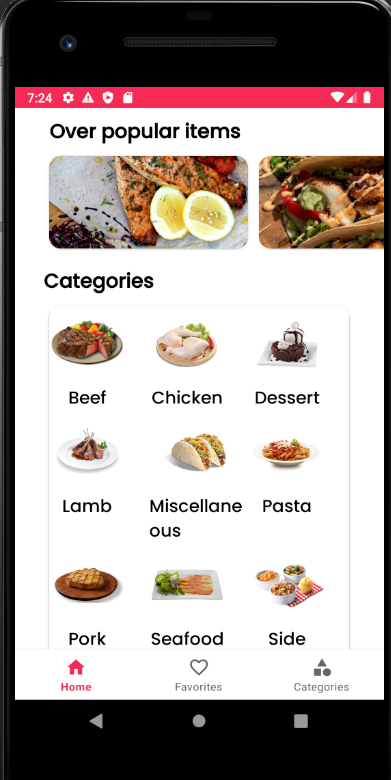 7:24
Over popular items
Categories
Beef Chicken Dessert
Lamb Miscellane Pasta
ous
Pork Seafood Side
Home Favorites Categories